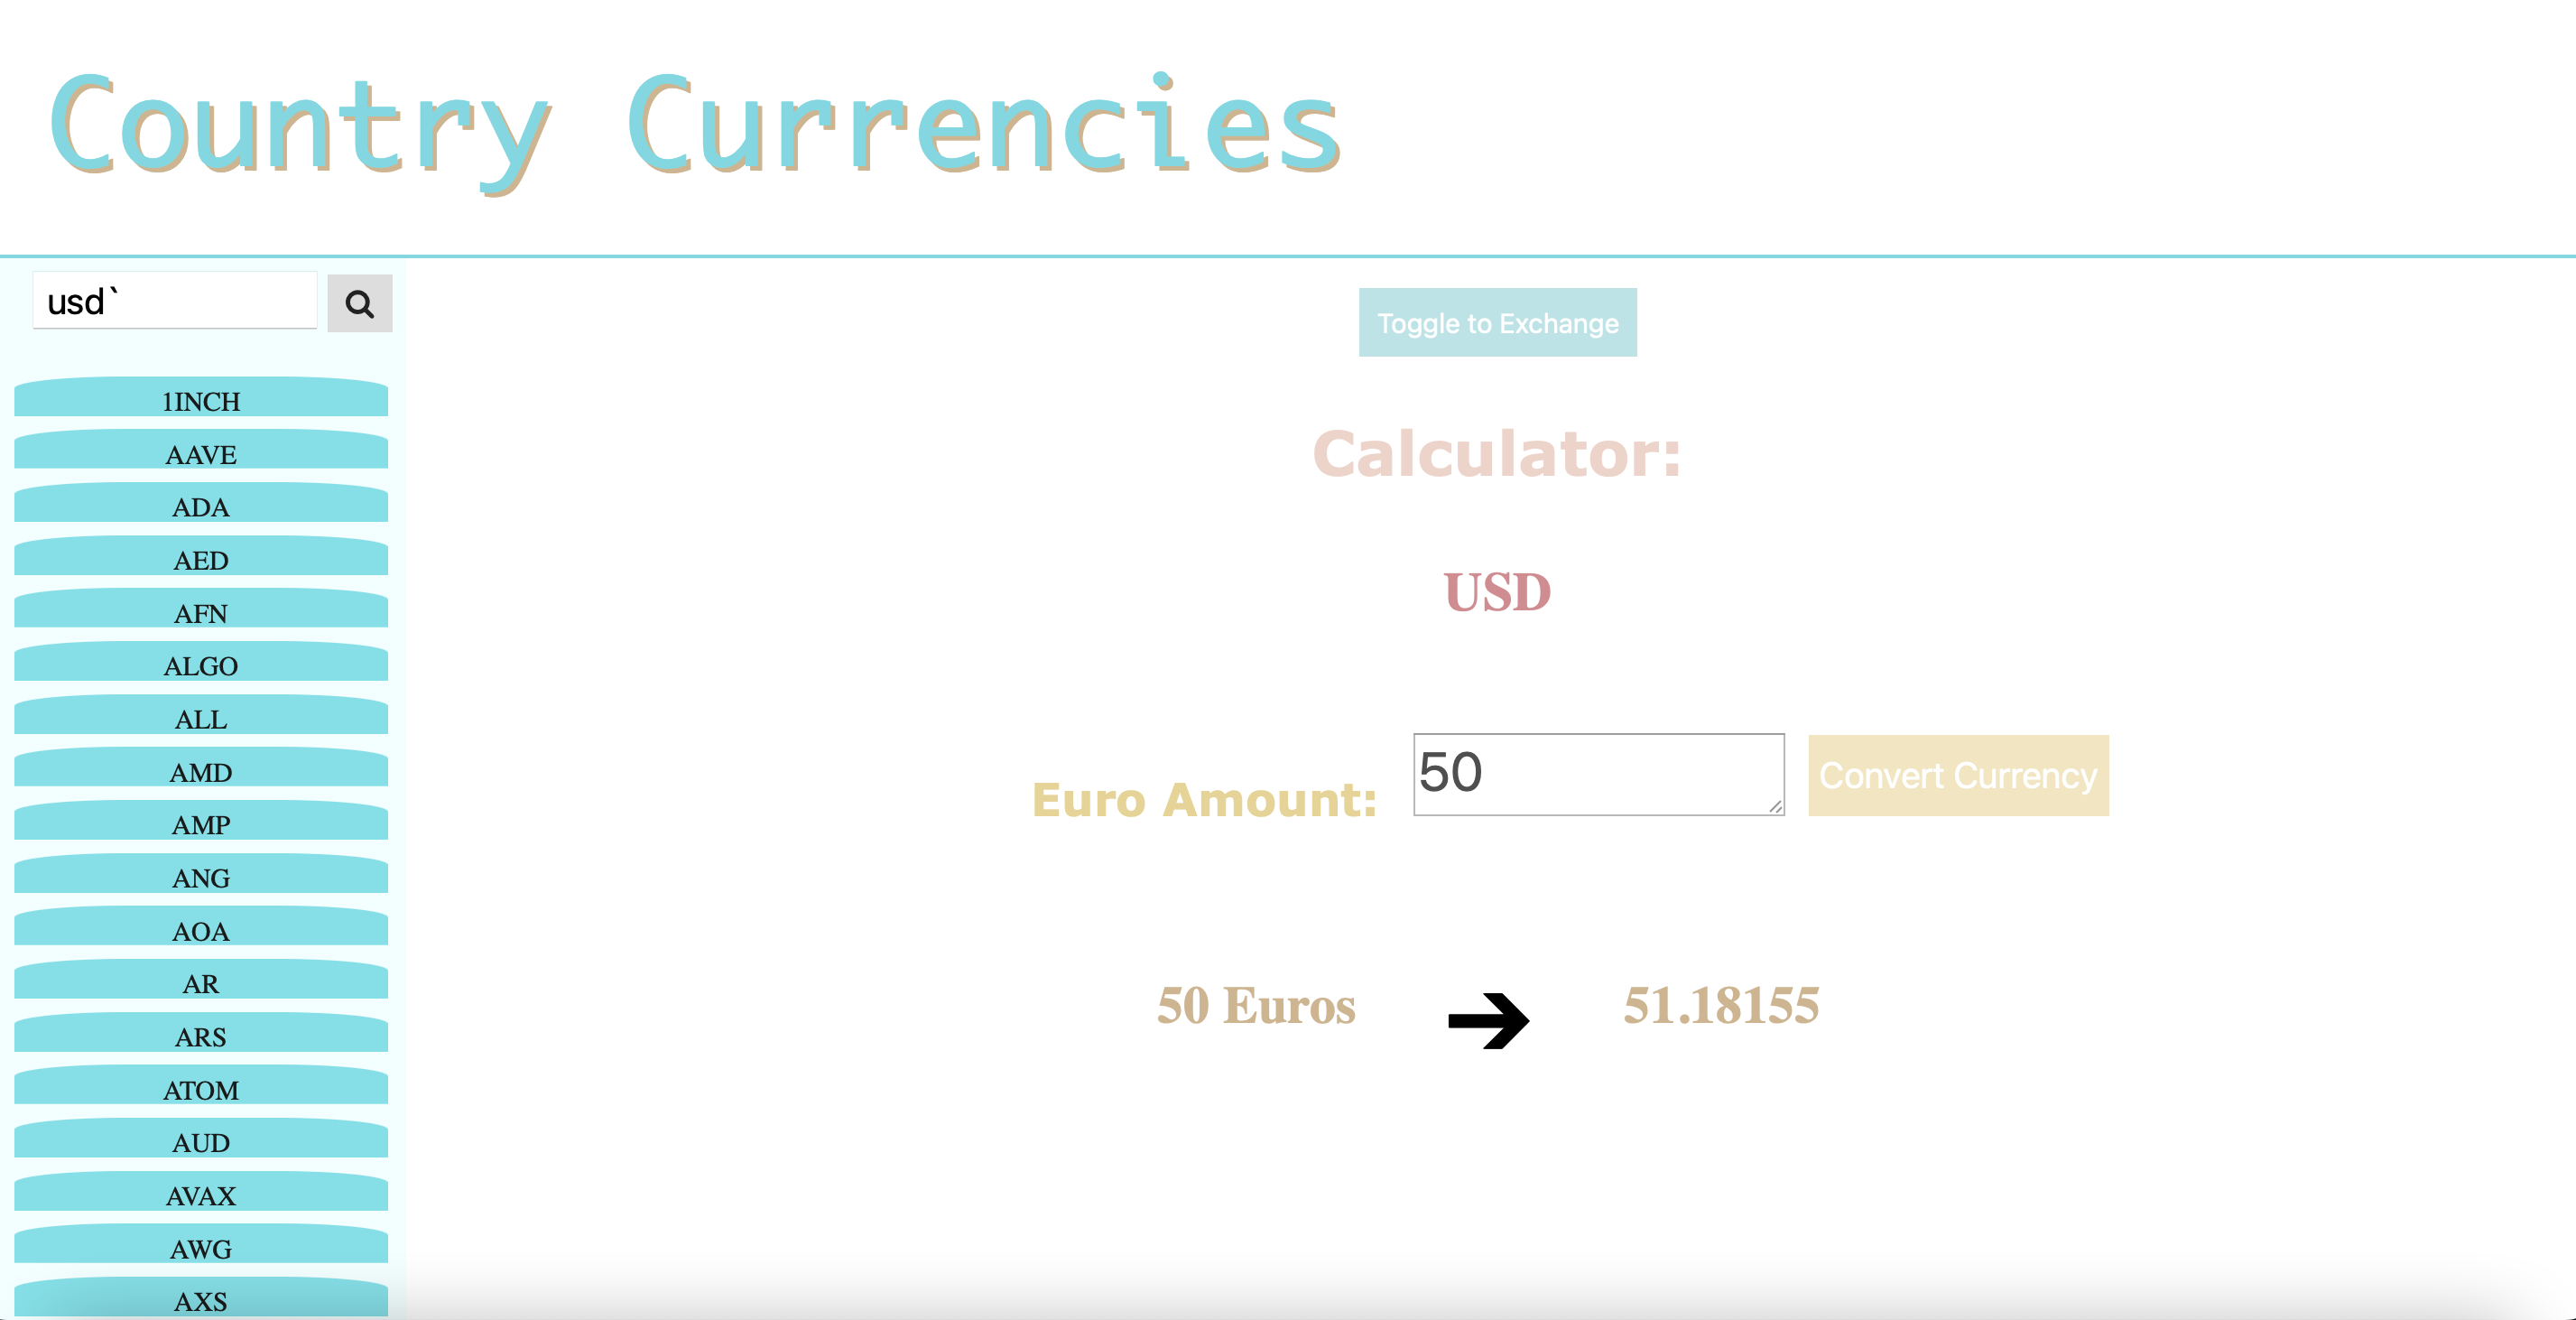 Country Currencies
usd`
1INCH
AAVE
ADA
AED
AFN
ALGO
ALL
AMD
AMP
ANG
AOA
AR
ARS
ATOM
AUD
AVAX
AWG
AXS
Toggle to Exchange
Calculator:
USD
Euro Amount: 50 Convert Currency
50 Euros ➔ 51.18155